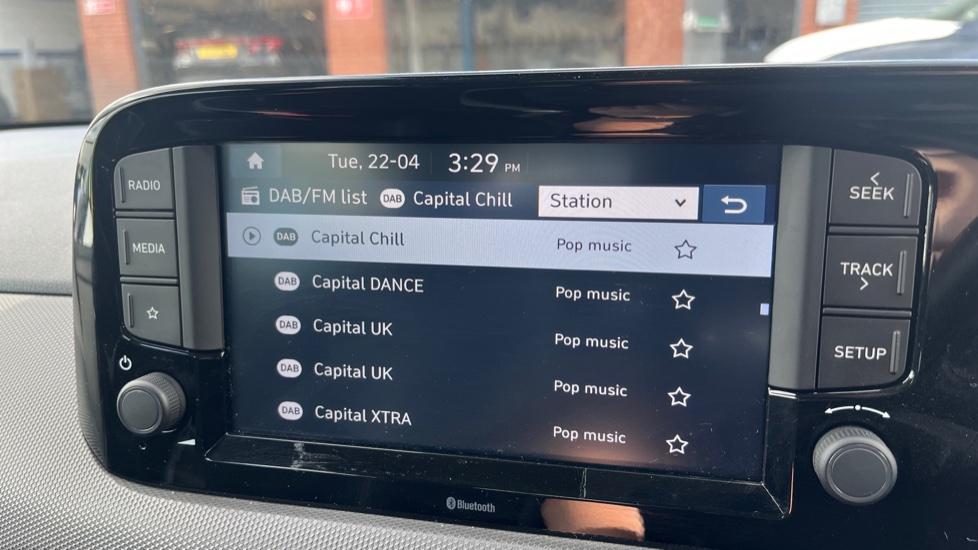 Tue, 22-04 3:29 PM
DAB/FM list DAB Capital Chill Station
DAB Capital Chill Pop music
DAB Capital DANCE Pop music
DAB Capital UK Pop music
DAB Capital UK Pop music
DAB Capital XTRA Pop music
RADIO
MEDIA
SEEK
TRACK
SETUP
Bluetooth